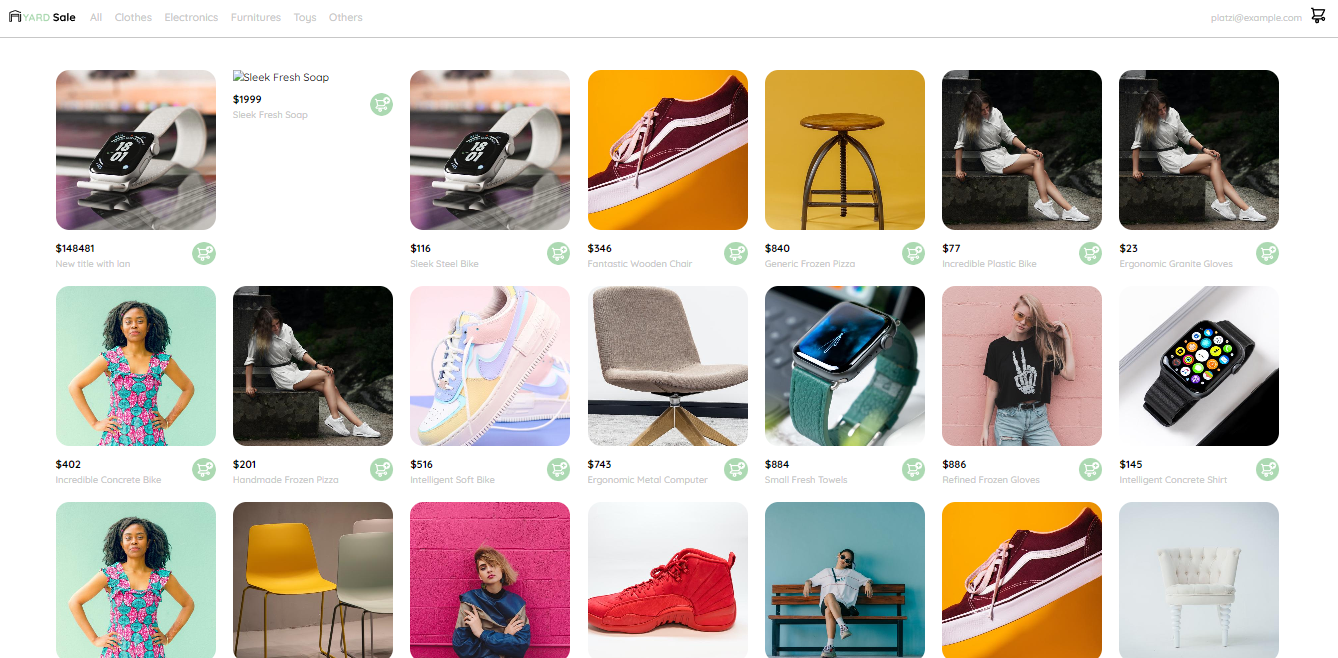 YARD Sale All Clothes Electronics Furnitures Toys Others platzi@example.com
18
01
Sleek Fresh Soap
$1999
Sleek Fresh Soap
18
01
$148481
New title with Ian
$116
Sleek Steel Bike
$346
Fantastic Wooden Chair
$840
Generic Frozen Pizza
$77
Incredible Plastic Bike
$23
Ergonomic Granite Gloves
$402
Incredible Concrete Bike
$201
Handmade Frozen Pizza
$516
Intelligent Soft Bike
$743
Ergonomic Metal Computer
$884
Small Fresh Towels
$886
Refined Frozen Gloves
$145
Intelligent Concrete Shirt